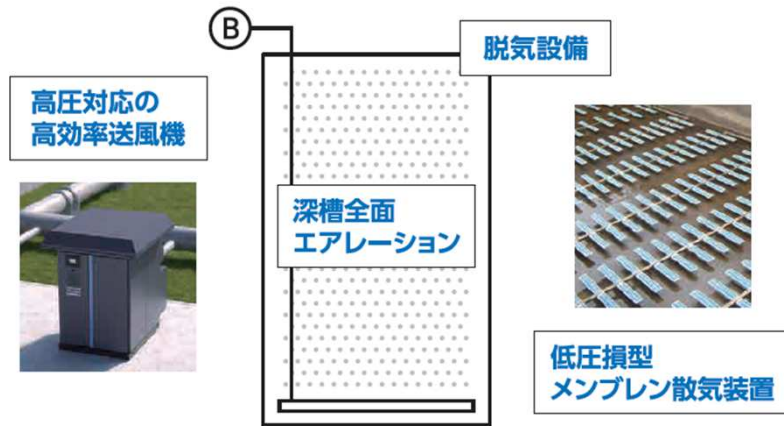 B
脱気設備
高圧対応の
高効率送風機
深槽全面
エアレーション
低圧損型
メンブレン散気装置